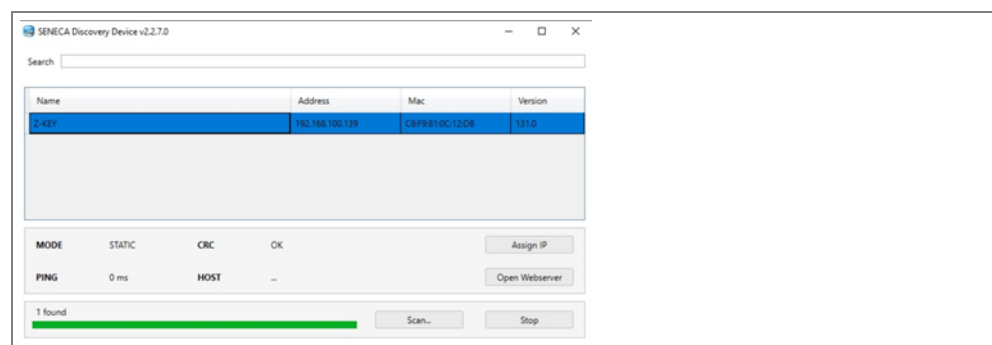 SENECA Discovery Device v2.2.7.0
Search
Name Address Mac Version
Z-KEY 192.168.100.139 C8:F9:81:0C:12:DB 131.0
MODE STATIC CRC OK Assign IP
PING 0 ms HOST ... Open Webserver
1 found
Scan... Stop